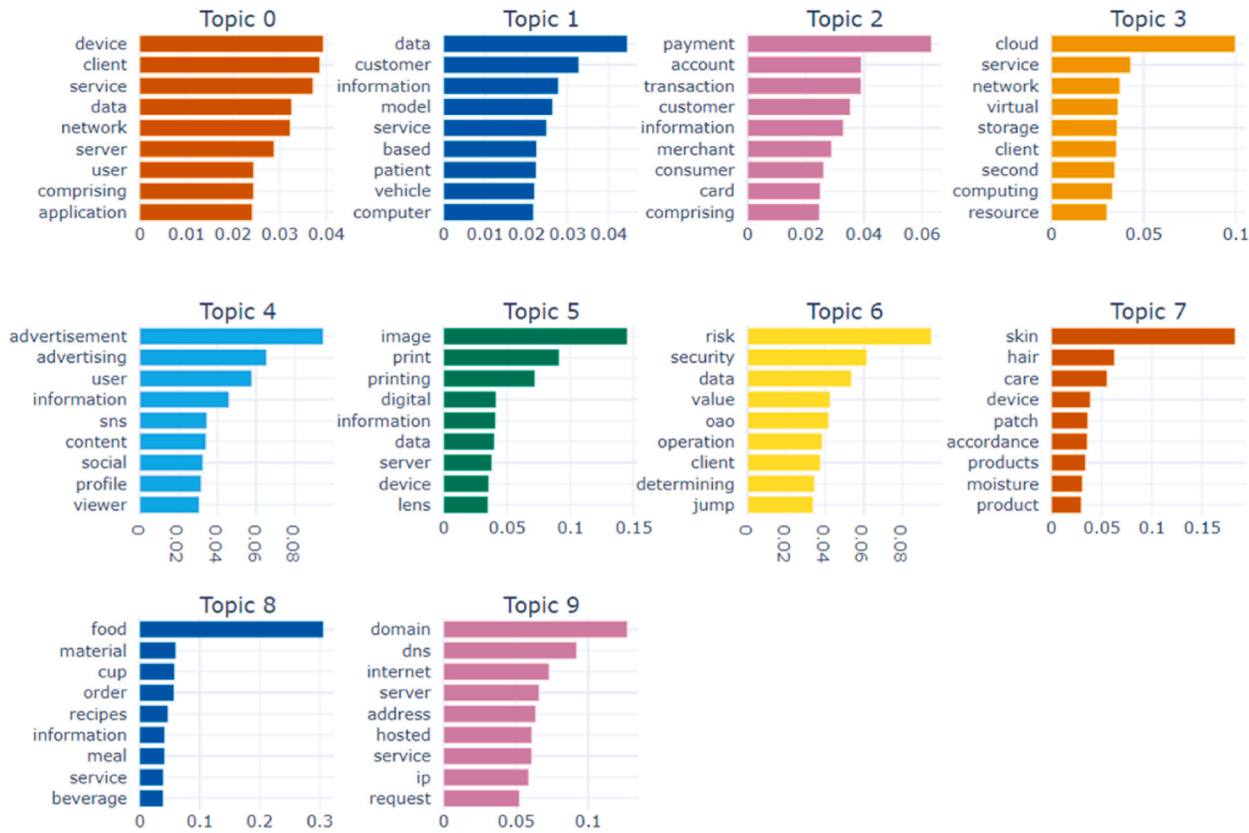 Topic 0
device
client
service
data
network
server
user
comprising
application
0 0.01 0.02 0.03 0.04
Topic 1
data
customer
information
model
service
based
patient
vehicle
computer
0 0.01 0.02 0.03 0.04
Topic 2
payment
account
transaction
customer
information
merchant
consumer
card
comprising
0 0.02 0.04 0.06
Topic 3
cloud
service
network
virtual
storage
client
second
computing
resource
0 0.05 0.1
Topic 4
advertisement
advertising
user
information
sns
content
social
profile
viewer
0 0.02 0.04 0.06 0.08
Topic 5
image
print
printing
digital
information
data
server
device
lens
0 0.05 0.1 0.15
Topic 6
risk
security
data
value
oao
operation
client
determining
jump
0 0.02 0.04 0.06 0.08
Topic 7
skin
hair
care
device
patch
accordance
products
moisture
product
0 0.05 0.1 0.15
Topic 8
food
material
cup
order
recipes
information
meal
service
beverage
0 0.1 0.2 0.3
Topic 9
domain
dns
internet
server
address
hosted
service
ip
request
0 0.05 0.1